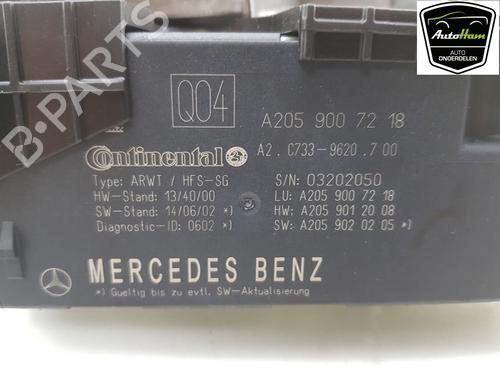 AutoHam
AUTO
ONDERDELEN
B-PARTS
Q04
A205 900 72 18
Continental
A2.C733-9620.700
Type: ARWT / HFS-SG
S/N: 03202050
HW-Stand: 13/40/00
LU: A205 900 72 18
SW-Stand: 14/06/02 *)
HW: A205 901 20 08
Diagnostic-ID: 0602 *)
SW: A205 902 02 05 *)
MERCEDES BENZ
*) Gueltig bis zu evtl. SW-Aktualisierung